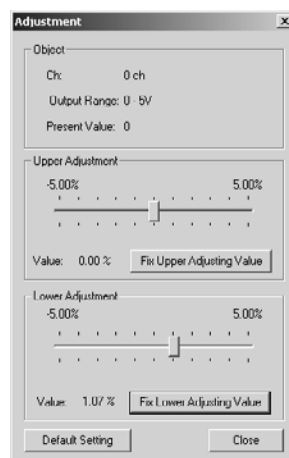 Adjustment
Object
Ch: 0 ch
Output Range: 0 - 5V
Present Value: 0
Upper Adjustment
-5.00% 5.00%
Value: 0.00 % Fix Upper Adjusting Value
Lower Adjustment
-5.00% 5.00%
Value: 1.07 % Fix Lower Adjusting Value
Default Setting Close